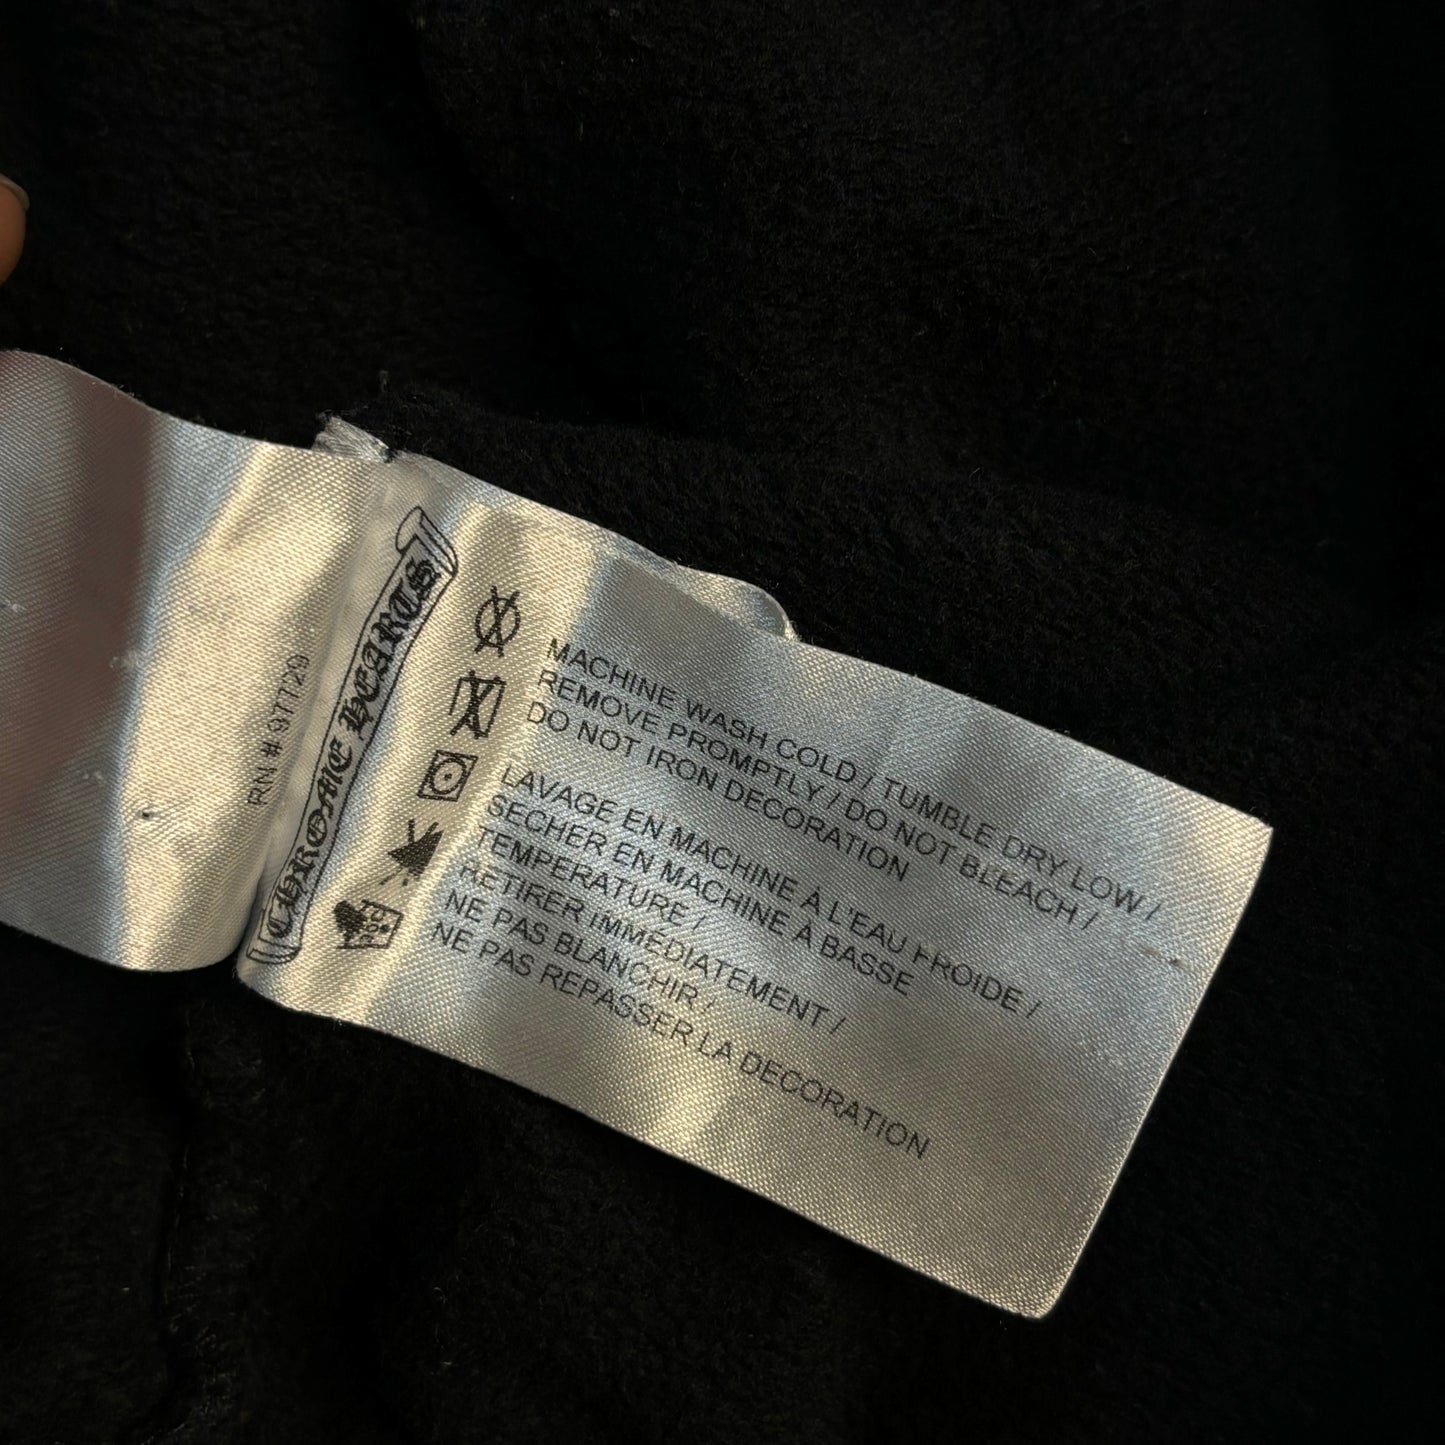 RN # 97729
CHROME HEARTS
MACHINE WASH COLD / TUMBLE DRY LOW /
REMOVE PROMPTLY / DO NOT BLEACH /
DO NOT IRON DECORATION
LAVAGE EN MACHINE À L'EAU FROIDE /
SECHER EN MACHINE À BASSE
TEMPERATURE /
RETIRER IMMEDIATEMENT /
NE PAS BLANCHIR /
NE PAS REPASSER LA DECORATION